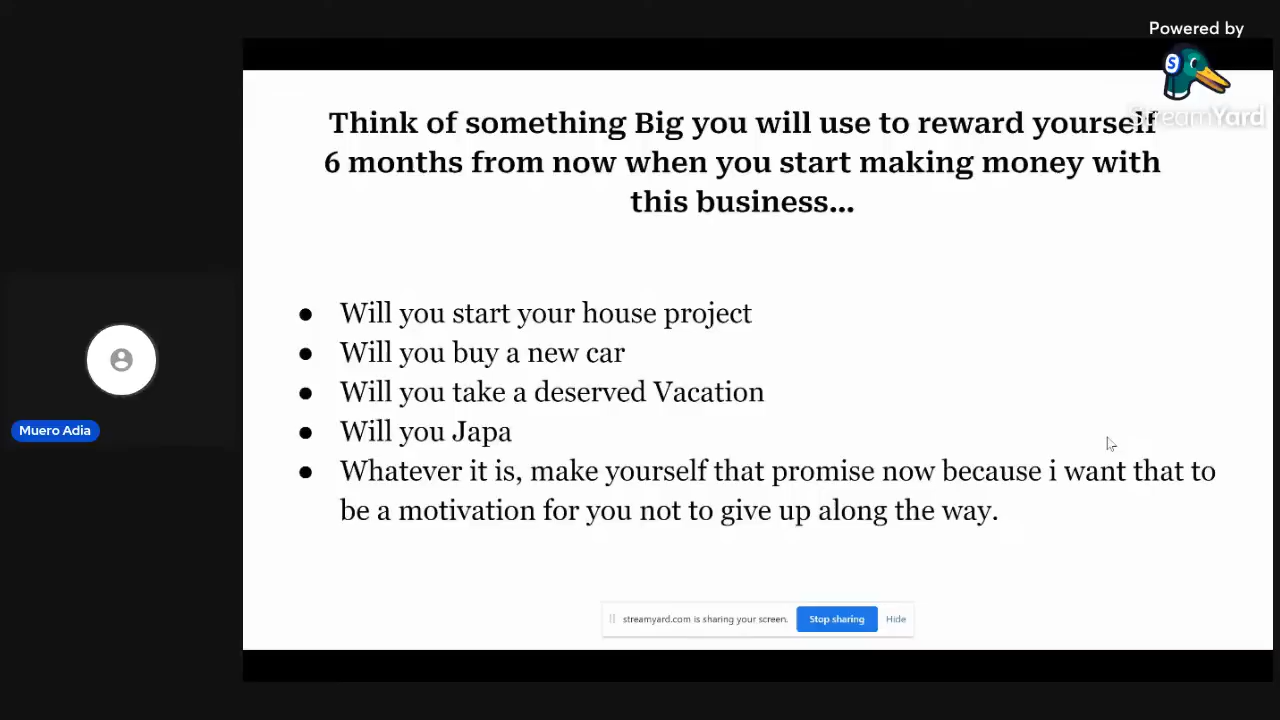 Powered by
StreamYard
Think of something Big you will use to reward yourself
6 months from now when you start making money with
this business...
● Will you start your house project
● Will you buy a new car
● Will you take a deserved Vacation
● Will you Japa
● Whatever it is, make yourself that promise now because i want that to
be a motivation for you not to give up along the way.
Muero Adia
streamyard.com is sharing your screen.
Stop sharing
Hide